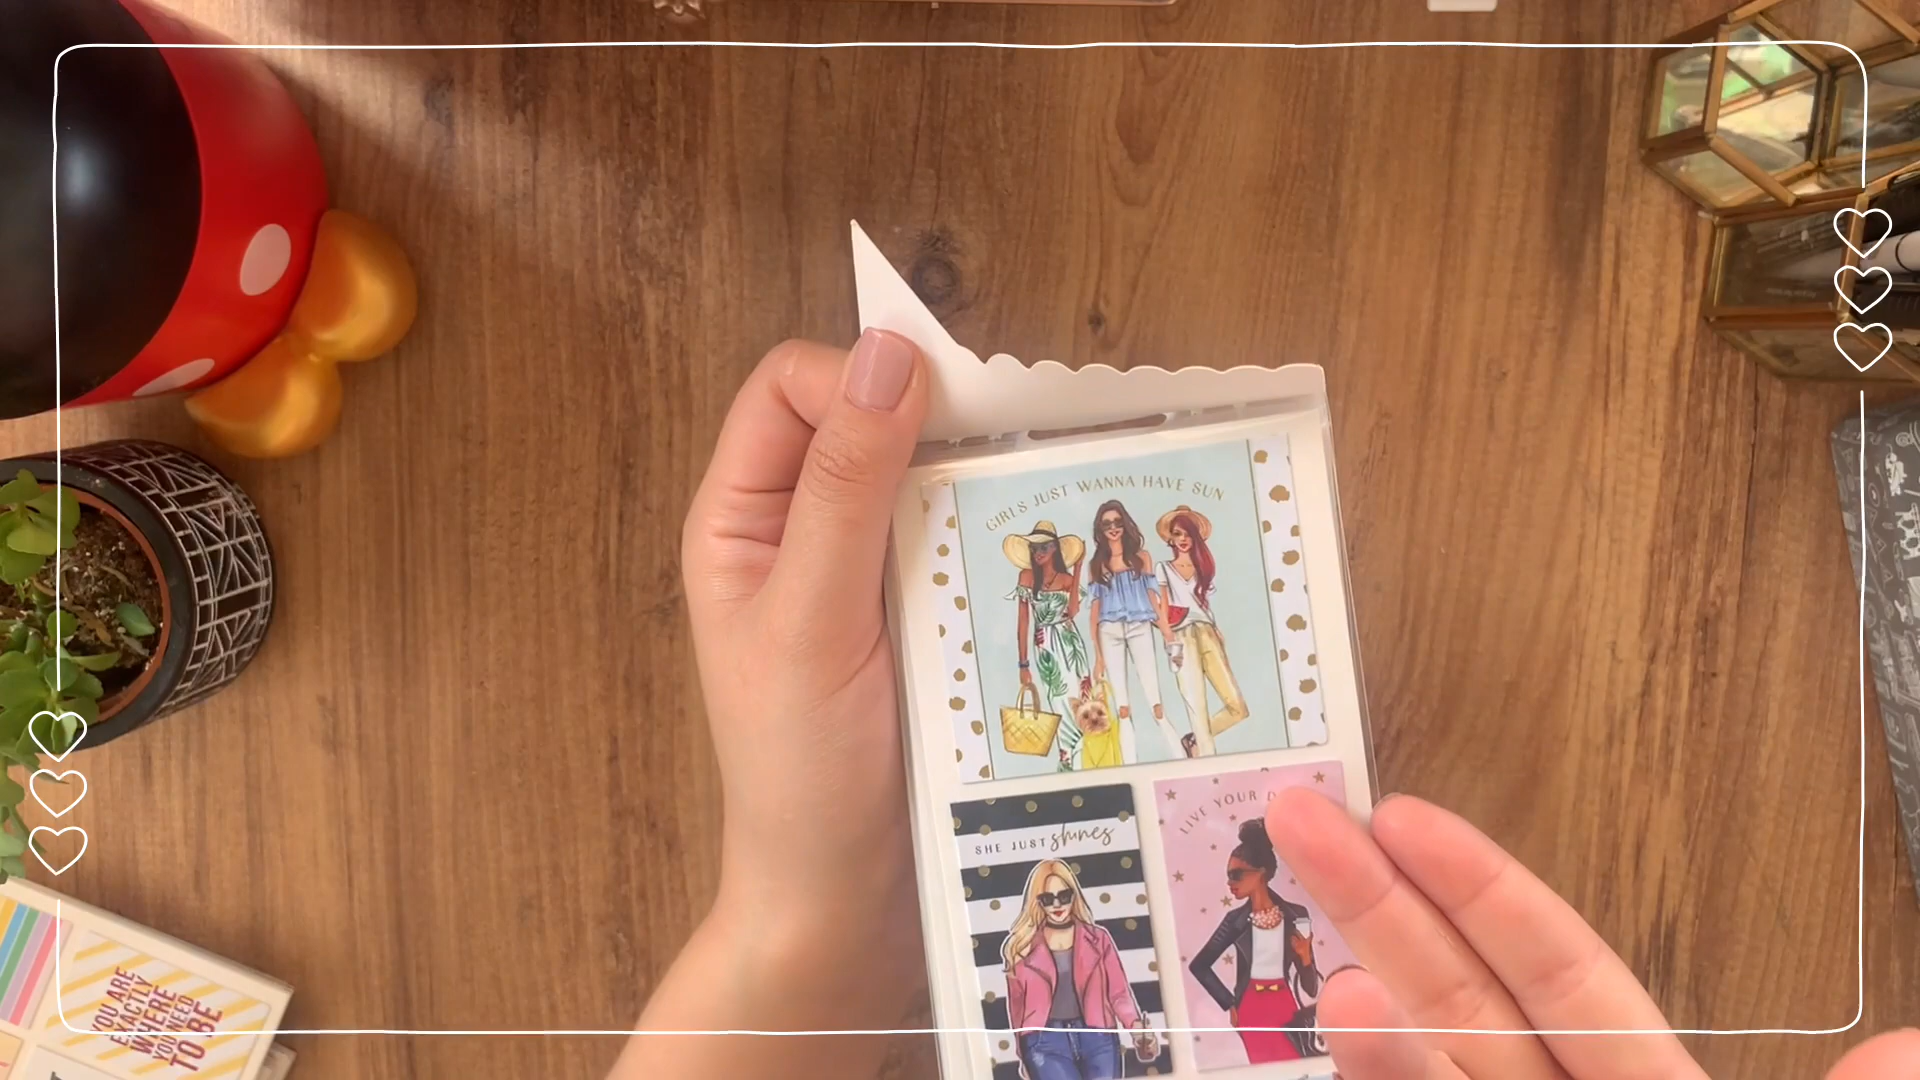 GIRLS JUST WANNA HAVE SUN
SHE JUST shines
LIVE YOUR
YOU ARE
EXACTLY
WHERE
YOU NEED
TO BE